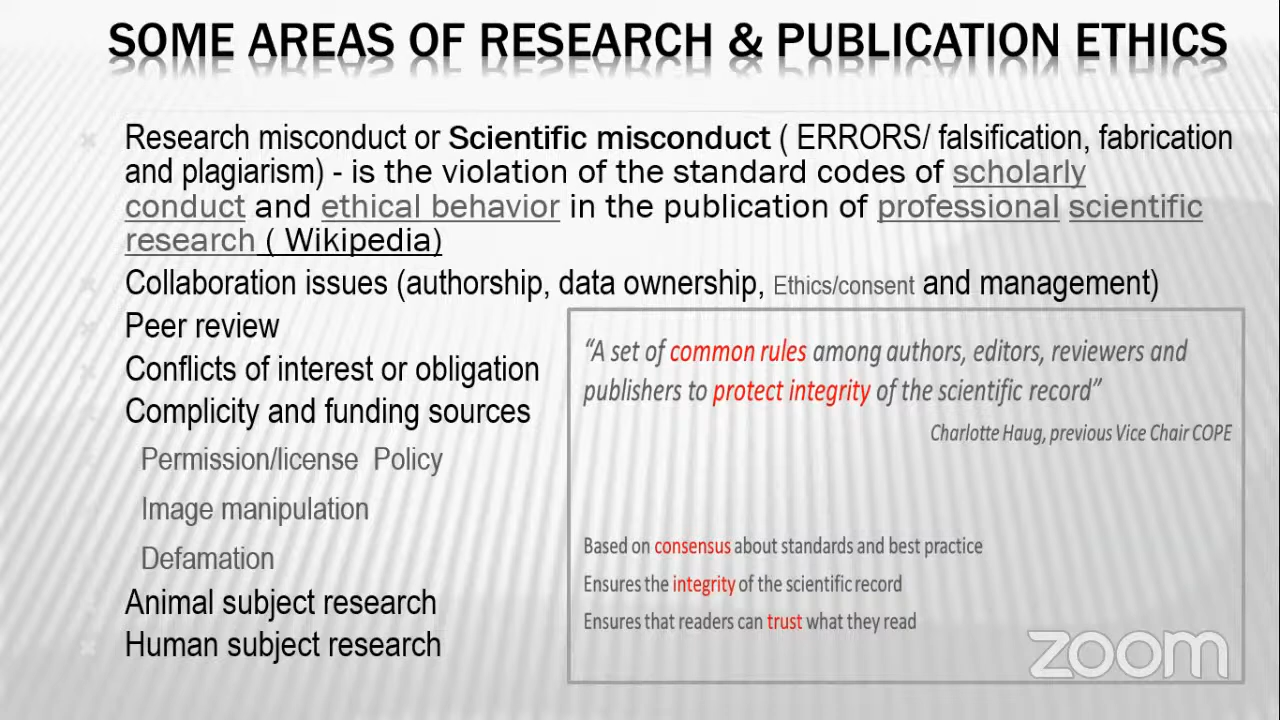 SOME AREAS OF RESEARCH & PUBLICATION ETHICS
Research misconduct or Scientific misconduct ( ERRORS/ falsification, fabrication
and plagiarism) - is the violation of the standard codes of scholarly
conduct and ethical behavior in the publication of professional scientific
research ( Wikipedia)
Collaboration issues (authorship, data ownership, Ethics/consent and management)
Peer review
Conflicts of interest or obligation
Complicity and funding sources
Permission/license Policy
Image manipulation
Defamation
Animal subject research
Human subject research
“A set of common rules among authors, editors, reviewers and
publishers to protect integrity of the scientific record”
Charlotte Haug, previous Vice Chair COPE
Based on consensus about standards and best practice
Ensures the integrity of the scientific record
Ensures that readers can trust what they read
zoom